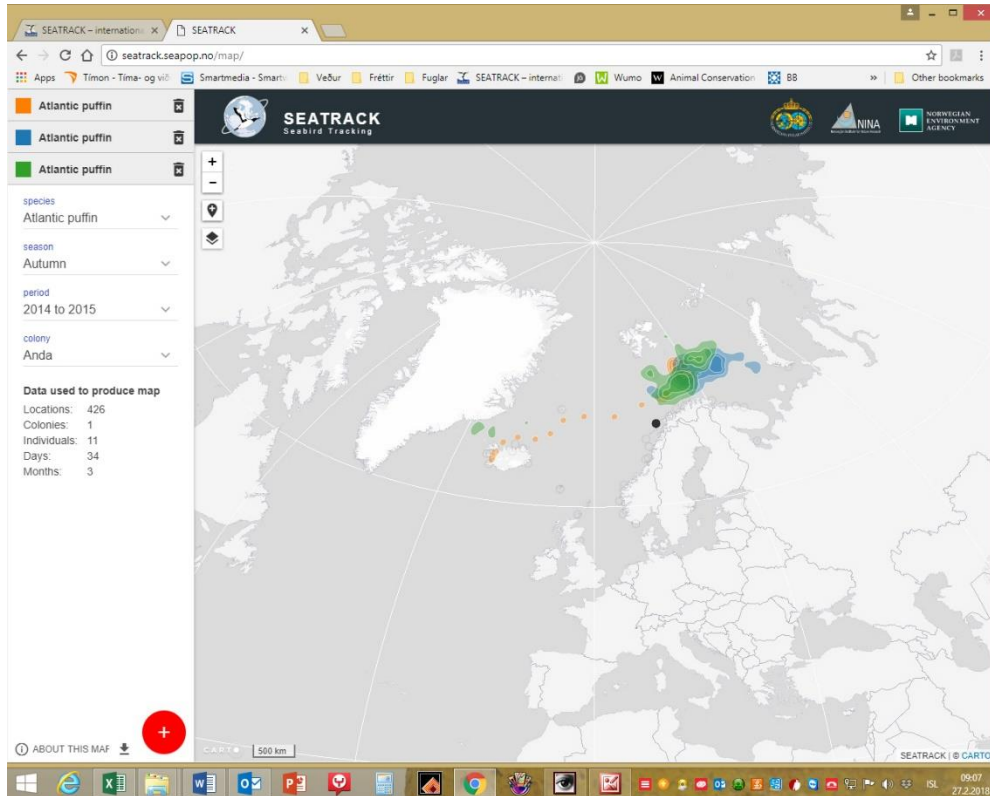 SEATRACK – internation
SEATRACK
seatrack.seapop.no/map/
Apps
Tímon - Tíma- og við
Smartmedia - Smart
Veður
Fréttir
Fuglar
SEATRACK – internati
Wumo
Animal Conservation
BB
»
Other bookmarks
Atlantic puffin
Atlantic puffin
Atlantic puffin
SEATRACK
Seabird Tracking
NINA
NORWEGIAN
ENVIRONMENT
AGENCY
+
−
species
Atlantic puffin
season
Autumn
period
2014 to 2015
colony
Anda
Data used to produce map
Locations: 426
Colonies: 1
Individuals: 11
Days: 34
Months: 3
+
ABOUT THIS MAP
CARTO
500 km
SEATRACK | © CARTO
ISL
09:07
27.2.2018